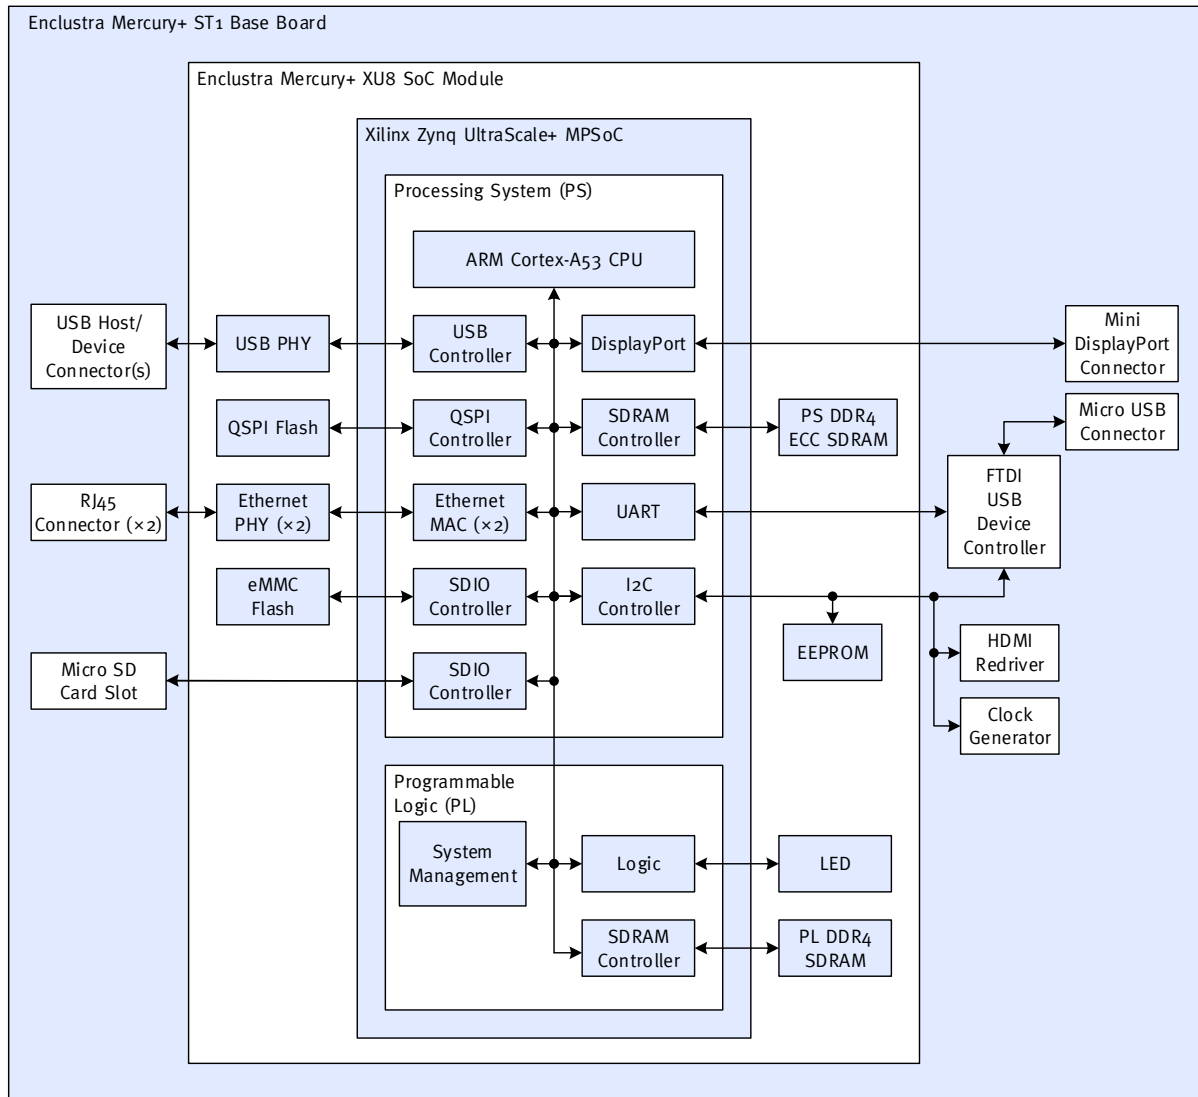 Enclustra Mercury+ ST1 Base Board
Enclustra Mercury+ XU8 SoC Module
Xilinx Zynq UltraScale+ MPSoC
Processing System (PS)
ARM Cortex-A53 CPU
USB Host/
Device
Connector(s)
USB PHY
USB
Controller
DisplayPort
Mini
DisplayPort
Connector
QSPI Flash
QSPI
Controller
SDRAM
Controller
PS DDR4
ECC SDRAM
Micro USB
Connector
RJ45
Connector (×2)
Ethernet
PHY (×2)
Ethernet
MAC (×2)
UART
FTDI
USB
Device
Controller
eMMC
Flash
SDIO
Controller
I2C
Controller
EEPROM
HDMI
Redriver
Micro SD
Card Slot
SDIO
Controller
Clock
Generator
Programmable
Logic (PL)
System
Management
Logic
LED
SDRAM
Controller
PL DDR4
SDRAM